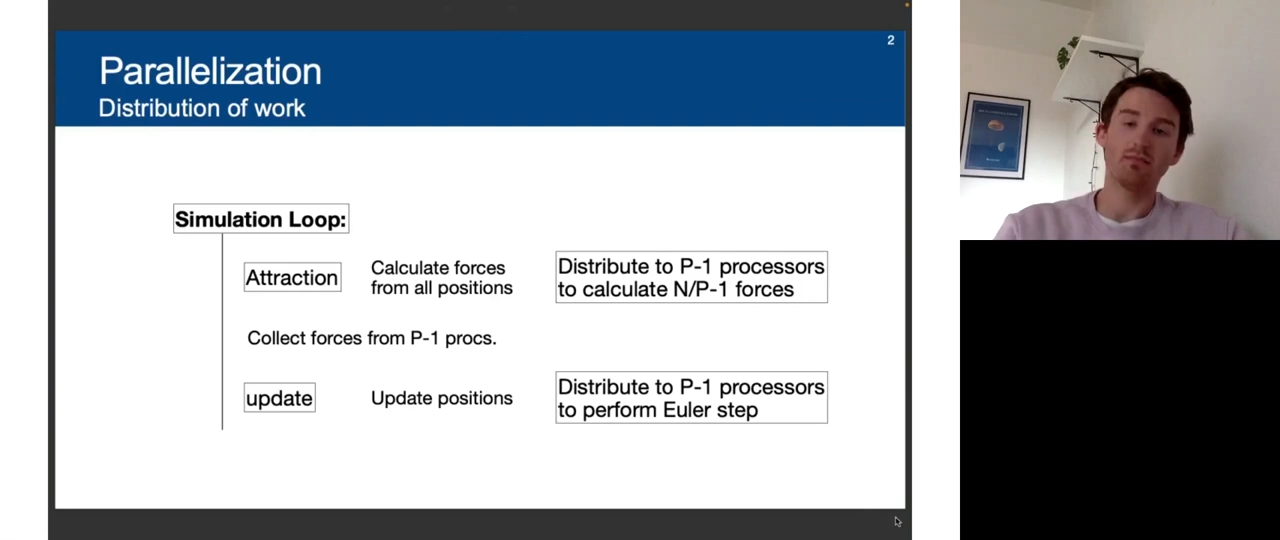 2
Parallelization
Distribution of work
Simulation Loop:
Attraction
Calculate forces
from all positions
Distribute to P-1 processors
to calculate N/P-1 forces
Collect forces from P-1 procs.
update
Update positions
Distribute to P-1 processors
to perform Euler step